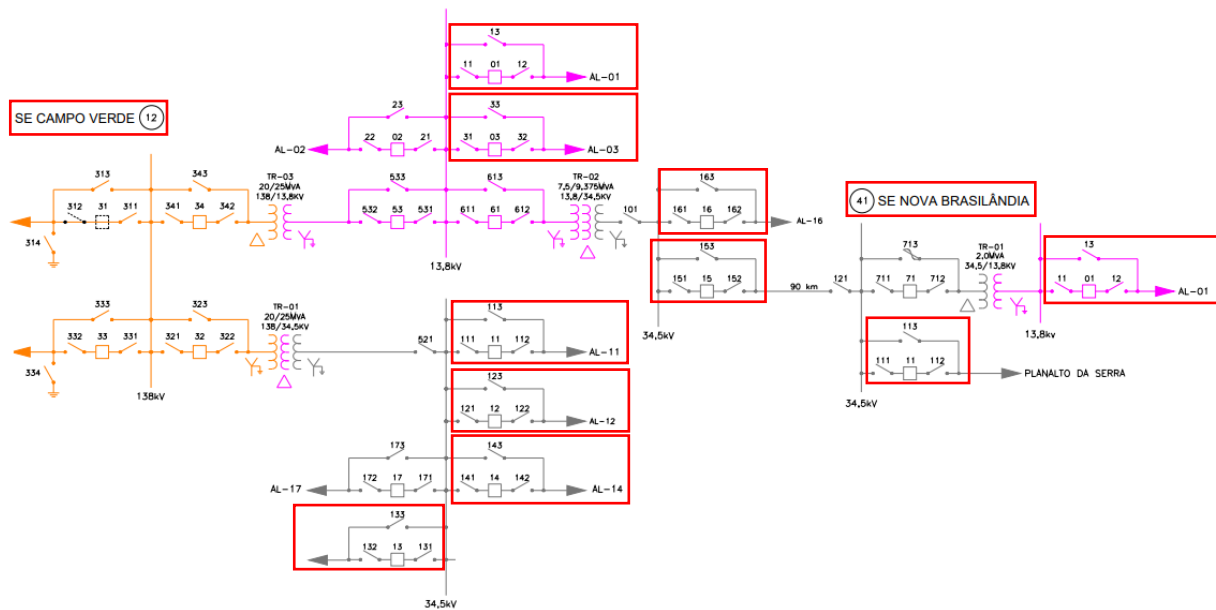 13
11 01 12
AL-01
SE CAMPO VERDE 12
23
33
22 02 21
31 03 32
AL-02
AL-03
313
343
TR-03
20/25MVA
138/13,8KV
533
613
TR-02
7,5/9,375MVA
13,8/34,5KV
163
312 31 311
341 34 342
532 53 531
611 61 612
101
161 16 162
AL-16
314
13,8kV
153
151 15 152
34,5kV
90 km
41 SE NOVA BRASILÂNDIA
121
713
711 71 712
TR-01
2,0MVA
34,5/13,8KV
13
11 01 12
AL-01
13,8kV
113
111 11 112
PLANALTO DA SERRA
34,5kV
333
323
TR-01
20/25MVA
138/34,5KV
332 33 331
321 32 322
334
138kV
521
113
111 11 112
AL-11
123
121 12 122
AL-12
173
143
172 17 171
141 14 142
AL-17
AL-14
133
132 13 131
34,5kV